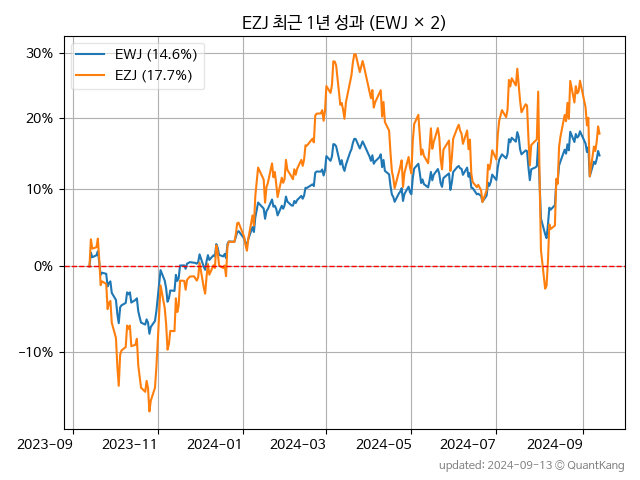 EZJ 최근 1년 성과 (EWJ × 2)
EWJ (14.6%)
EZJ (17.7%)
30%
20%
10%
0%
−10%
2023-09 2023-11 2024-01 2024-03 2024-05 2024-07 2024-09
updated: 2024-09-13 © QuantKang